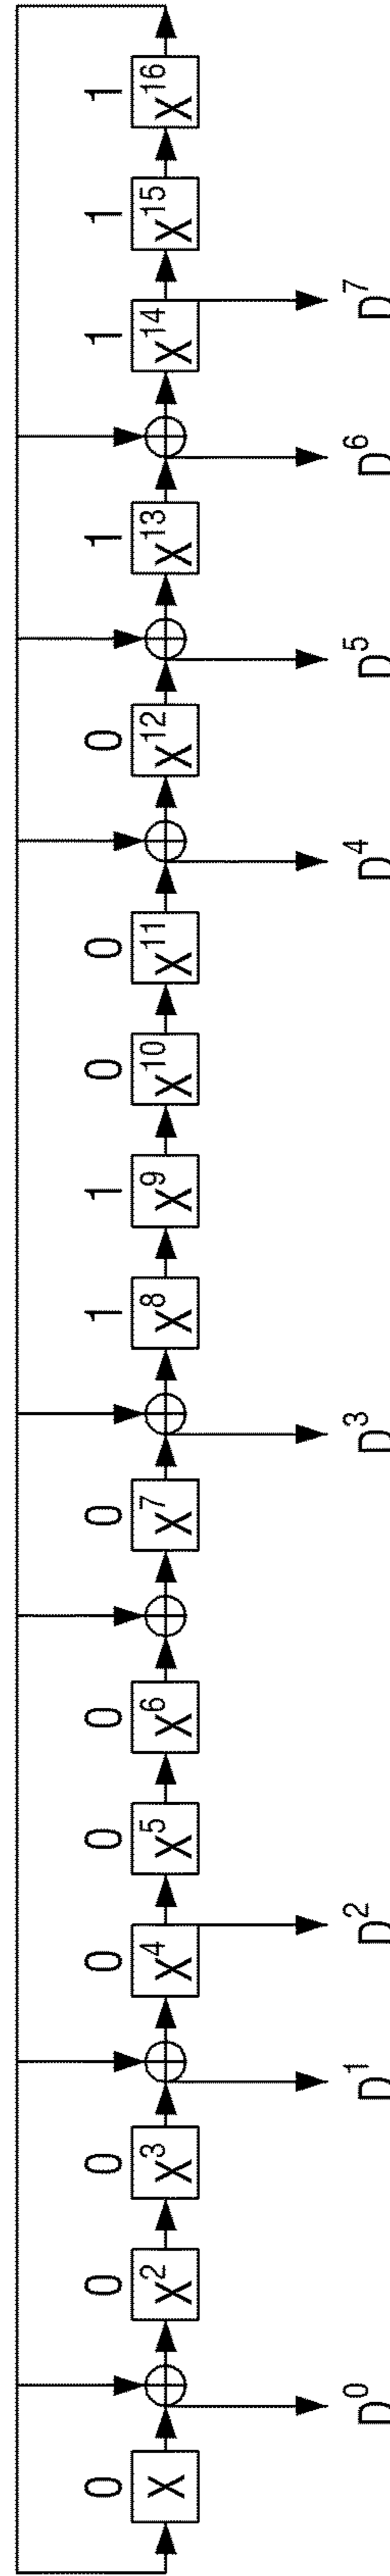 0 0 0 0 0 0 0 1 1 0 0 0 1 1 1 1
X X² X³ X⁴ X⁵ X⁶ X⁷ X⁸ X⁹ X¹⁰ X¹¹ X¹² X¹³ X¹⁴ X¹⁵ X¹⁶
D⁰ D¹ D² D³ D⁴ D⁵ D⁶ D⁷